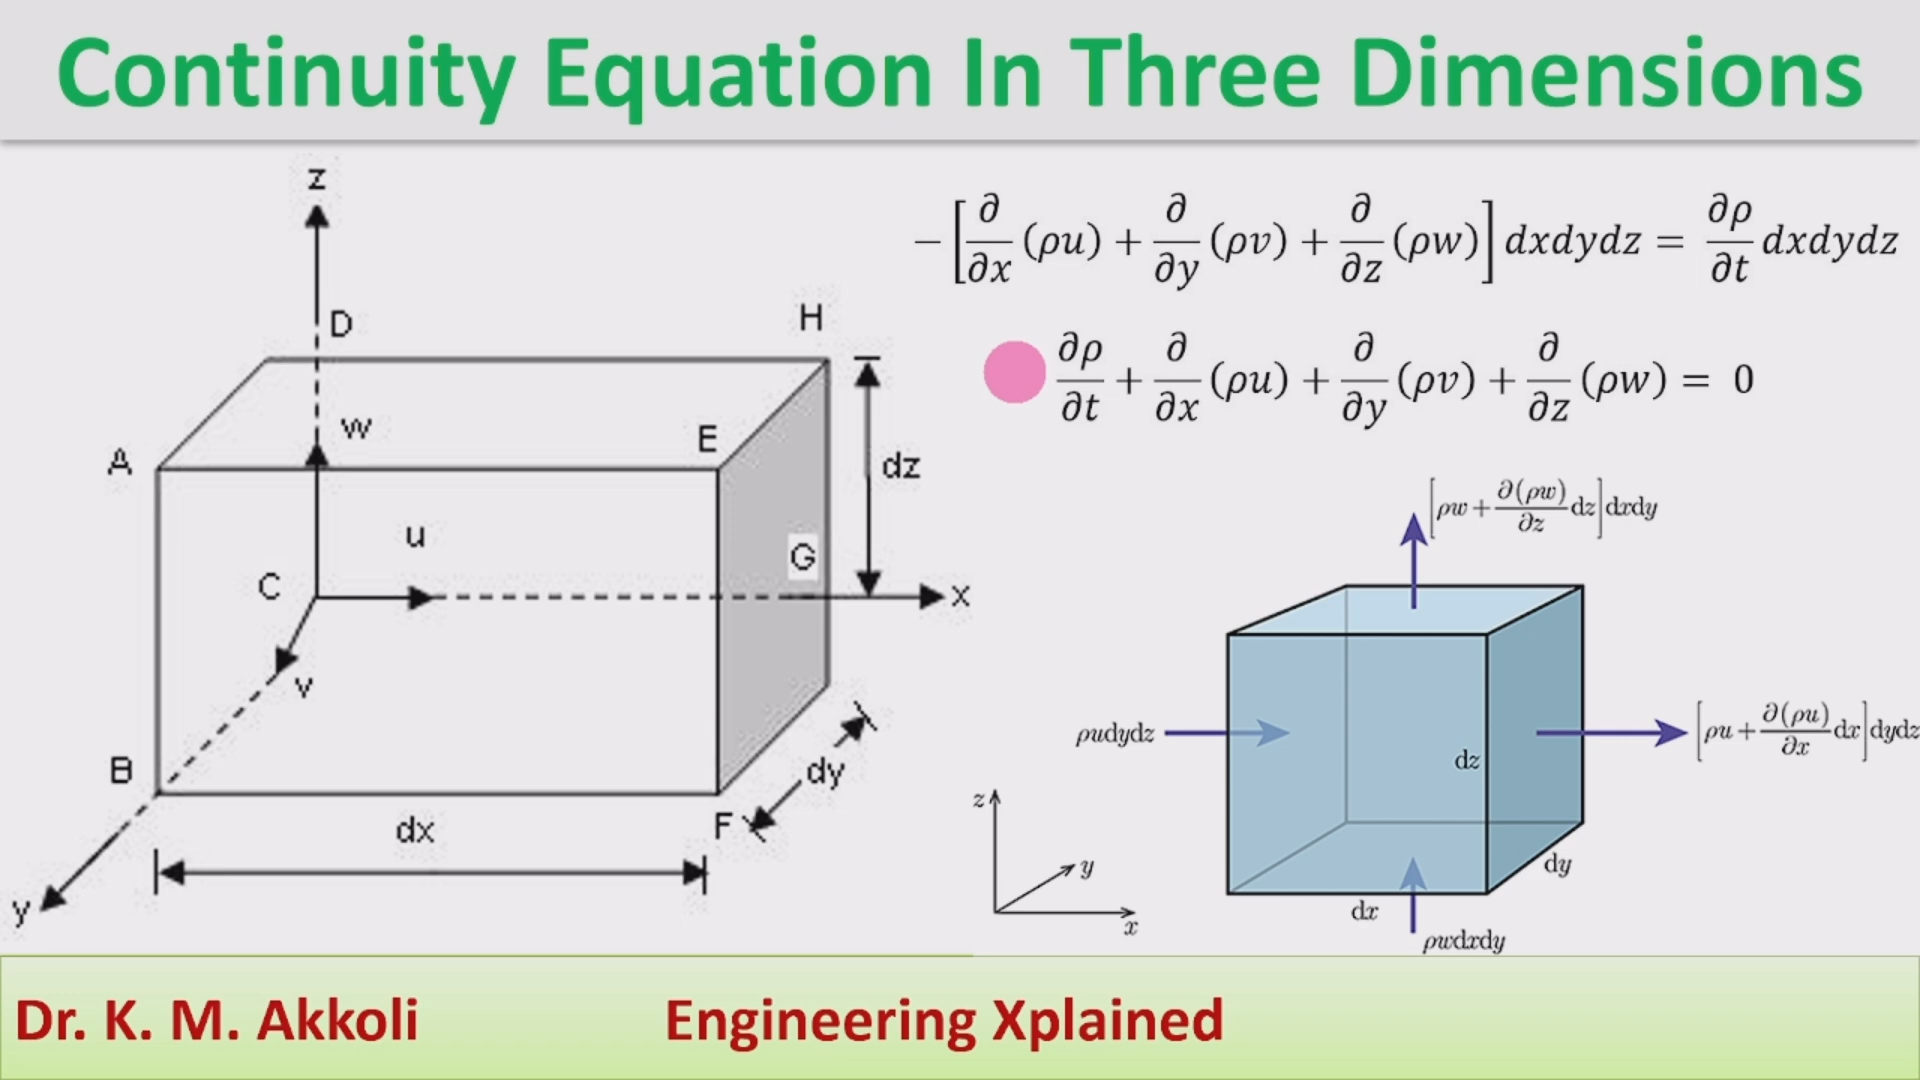 Continuity Equation In Three Dimensions
z
D
H
w
A
E
dz
u
G
C
x
v
B
dy
F
dx
y
−[∂/∂x (ρu) + ∂/∂y (ρv) + ∂/∂z (ρw)] dxdydz = ∂ρ/∂t dxdydz
∂ρ/∂t + ∂/∂x (ρu) + ∂/∂y (ρv) + ∂/∂z (ρw) = 0
[ρw + ∂(ρw)/∂z dz] dxdy
ρudydz
[ρu + ∂(ρu)/∂x dx] dydz
dz
z
y
x
dy
dx
ρwdxdy
Dr. K. M. Akkoli
Engineering Xplained